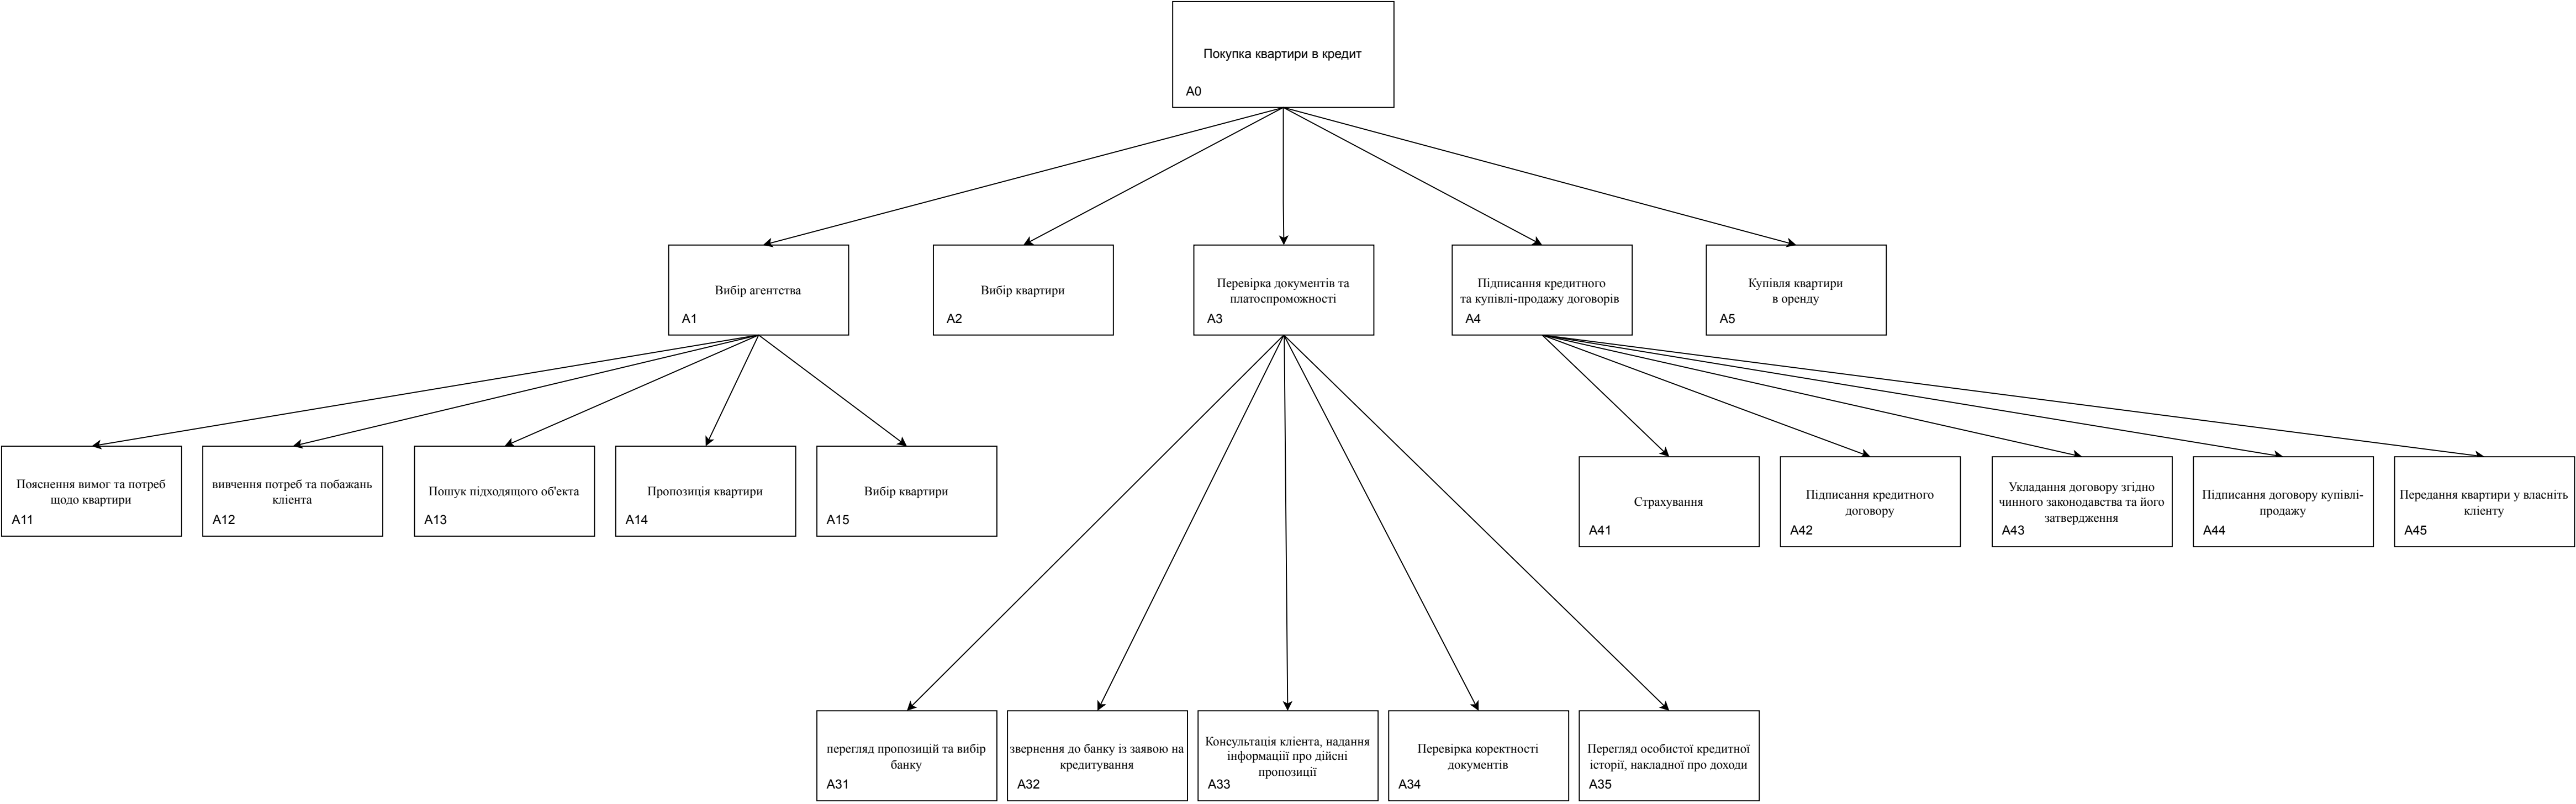 Покупка квартири в кредит
A0
Вибір агентства
A1
Вибір квартири
A2
Перевірка документів та
платоспроможності
A3
Підписання кредитного
та купівлі-продажу договорів
A4
Купівля квартири
в оренду
A5
Пояснення вимог та потреб
щодо квартири
A11
вивчення потреб та побажань
кліента
A12
Пошук підходящого об'екта
A13
Пропозиція квартири
A14
Вибір квартири
A15
Страхування
A41
Підписання кредитного
договору
A42
Укладання договору згідно
чинного законодавства та його
затвердження
A43
Підписання договору купівлі-
продажу
A44
Передання квартири у власніть
клієнту
A45
перегляд пропозицій та вибір
банку
A31
звернення до банку із заявою на
кредитування
A32
Консультація клієнта, надання
інформаціїї про дійсні
пропозиції
A33
Перевірка коректності
документів
A34
Перегляд особистої кредитної
історії, накладної про доходи
A35